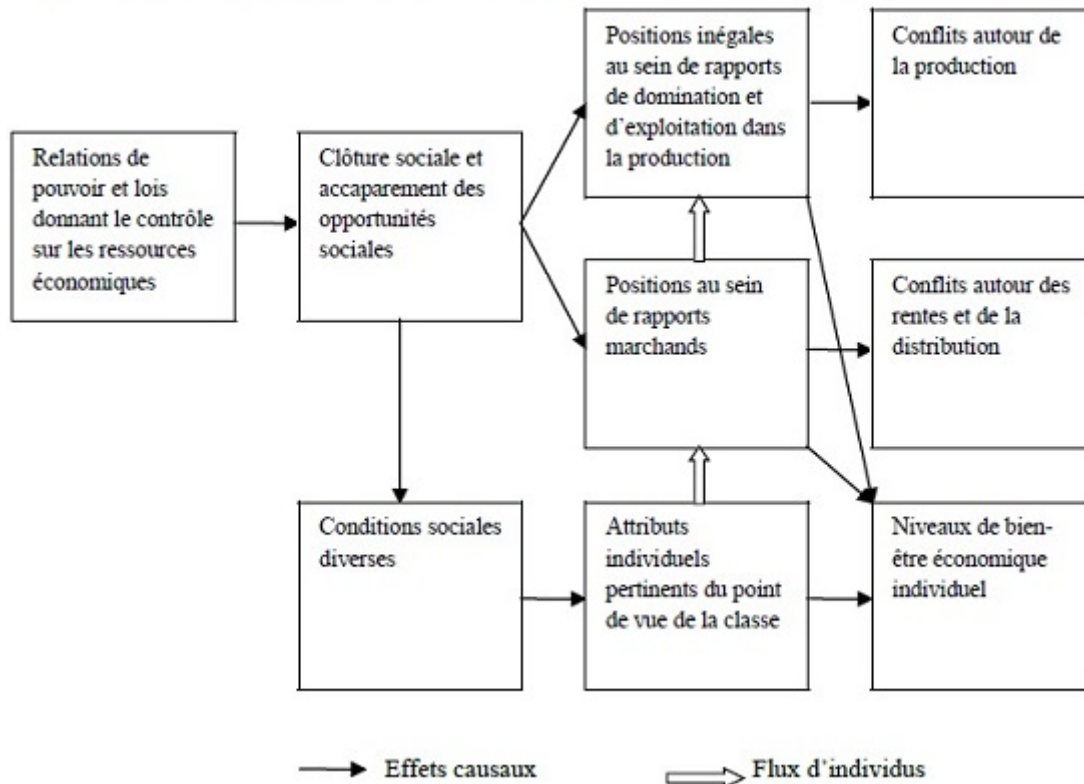 Relations de
pouvoir et lois
donnant le contrôle
sur les ressources
économiques
Clôture sociale et
accaparement des
opportunités
sociales
Positions inégales
au sein de rapports
de domination et
d'exploitation dans
la production
Conflits autour de
la production
Positions au sein
de rapports
marchands
Conflits autour des
rentes et de la
distribution
Conditions sociales
diverses
Attributs
individuels
pertinents du point
de vue de la classe
Niveaux de bien-
être économique
individuel
Effets causaux
Flux d'individus